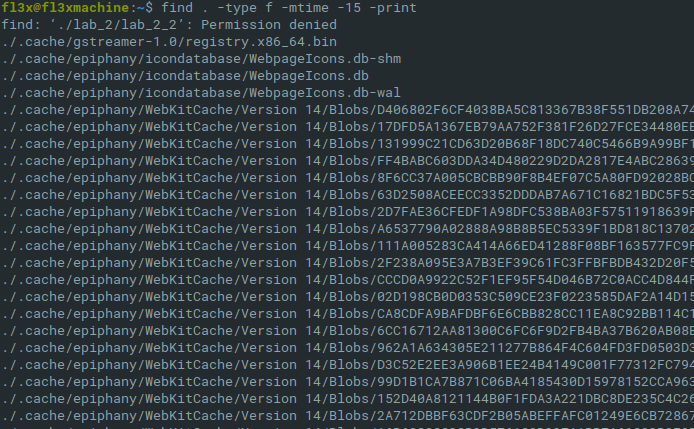 fl3x@fl3xmachine:~$ find . -type f -mtime -15 -print
find: ‘./lab_2/lab_2_2’: Permission denied
./.cache/gstreamer-1.0/registry.x86_64.bin
./.cache/epiphany/icondatabase/WebpageIcons.db-shm
./.cache/epiphany/icondatabase/WebpageIcons.db
./.cache/epiphany/icondatabase/WebpageIcons.db-wal
./.cache/epiphany/WebKitCache/Version 14/Blobs/D406802F6CF4038BA5C813367B38F551DB208A74
./.cache/epiphany/WebKitCache/Version 14/Blobs/17DFD5A1367EB79AA752F381F26D27FCE34480EE
./.cache/epiphany/WebKitCache/Version 14/Blobs/131999C21CD63D20B68F18DC740C5466B9A99BF1
./.cache/epiphany/WebKitCache/Version 14/Blobs/FF4BABC603DDA34D480229D2DA2817E4ABC28639
./.cache/epiphany/WebKitCache/Version 14/Blobs/8F6CC37A005CBCBB90F8B4EF07C5A80FD92028BC
./.cache/epiphany/WebKitCache/Version 14/Blobs/63D2508ACEECC3352DDDAB7A671C16821BDC5F53
./.cache/epiphany/WebKitCache/Version 14/Blobs/2D7FAE36CFEDF1A98DFC538BA03F57511918639F
./.cache/epiphany/WebKitCache/Version 14/Blobs/A6537790A02888A98B8B5EC5339F1BD818C13702
./.cache/epiphany/WebKitCache/Version 14/Blobs/111A005283CA414A66ED41288F08BF163577FC9F
./.cache/epiphany/WebKitCache/Version 14/Blobs/2F238A095E3A7B3EF39C61FC3FFBFBDB432D20F5
./.cache/epiphany/WebKitCache/Version 14/Blobs/CCCD0A9922C52F1EF95F54D046B72C0ACC4D844F
./.cache/epiphany/WebKitCache/Version 14/Blobs/02D198CB0D0353C509CE23F0223585DAF2A14D15
./.cache/epiphany/WebKitCache/Version 14/Blobs/CA8CDFA9BAFDBF6E6CBB828CC11EA8C92BB114C1
./.cache/epiphany/WebKitCache/Version 14/Blobs/6CC16712AA81300C6FC6F9D2FB4BA37B620AB08E
./.cache/epiphany/WebKitCache/Version 14/Blobs/962A1A634305E211277B864F4C604FD3FD0503D3
./.cache/epiphany/WebKitCache/Version 14/Blobs/D3C52E2EE3A906B1EE24B4149C001F77312FC794
./.cache/epiphany/WebKitCache/Version 14/Blobs/99D1B1CA7B871C06BA4185430D15978152CCA963
./.cache/epiphany/WebKitCache/Version 14/Blobs/152D40A8121144B0F1FDA3A221DBC8DE235C4C26
./.cache/epiphany/WebKitCache/Version 14/Blobs/2A712DBBF63CDF2B05ABEFFAFC01249E6CB72867